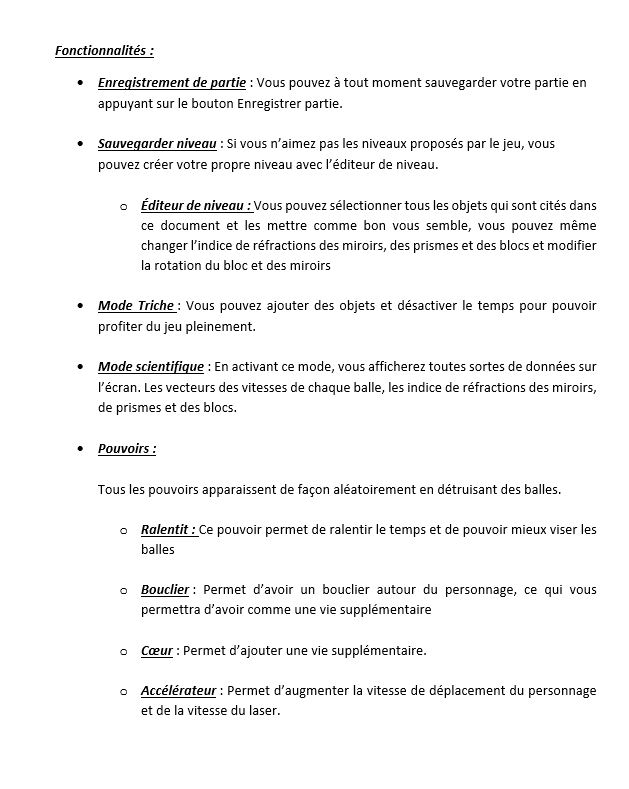 Fonctionnalités :
• Enregistrement de partie : Vous pouvez à tout moment sauvegarder votre partie en
appuyant sur le bouton Enregistrer partie.
• Sauvegarder niveau : Si vous n’aimez pas les niveaux proposés par le jeu, vous
pouvez créer votre propre niveau avec l’éditeur de niveau.
o Éditeur de niveau : Vous pouvez sélectionner tous les objets qui sont cités dans
ce document et les mettre comme bon vous semble, vous pouvez même
changer l’indice de réfractions des miroirs, des prismes et des blocs et modifier
la rotation du bloc et des miroirs
• Mode Triche : Vous pouvez ajouter des objets et désactiver le temps pour pouvoir
profiter du jeu pleinement.
• Mode scientifique : En activant ce mode, vous afficherez toutes sortes de données sur
l’écran. Les vecteurs des vitesses de chaque balle, les indice de réfractions des miroirs,
de prismes et des blocs.
• Pouvoirs :
Tous les pouvoirs apparaissent de façon aléatoirement en détruisant des balles.
o Ralentit : Ce pouvoir permet de ralentir le temps et de pouvoir mieux viser les
balles
o Bouclier : Permet d’avoir un bouclier autour du personnage, ce qui vous
permettra d’avoir comme une vie supplémentaire
o Cœur : Permet d’ajouter une vie supplémentaire.
o Accélérateur : Permet d’augmenter la vitesse de déplacement du personnage
et de la vitesse du laser.